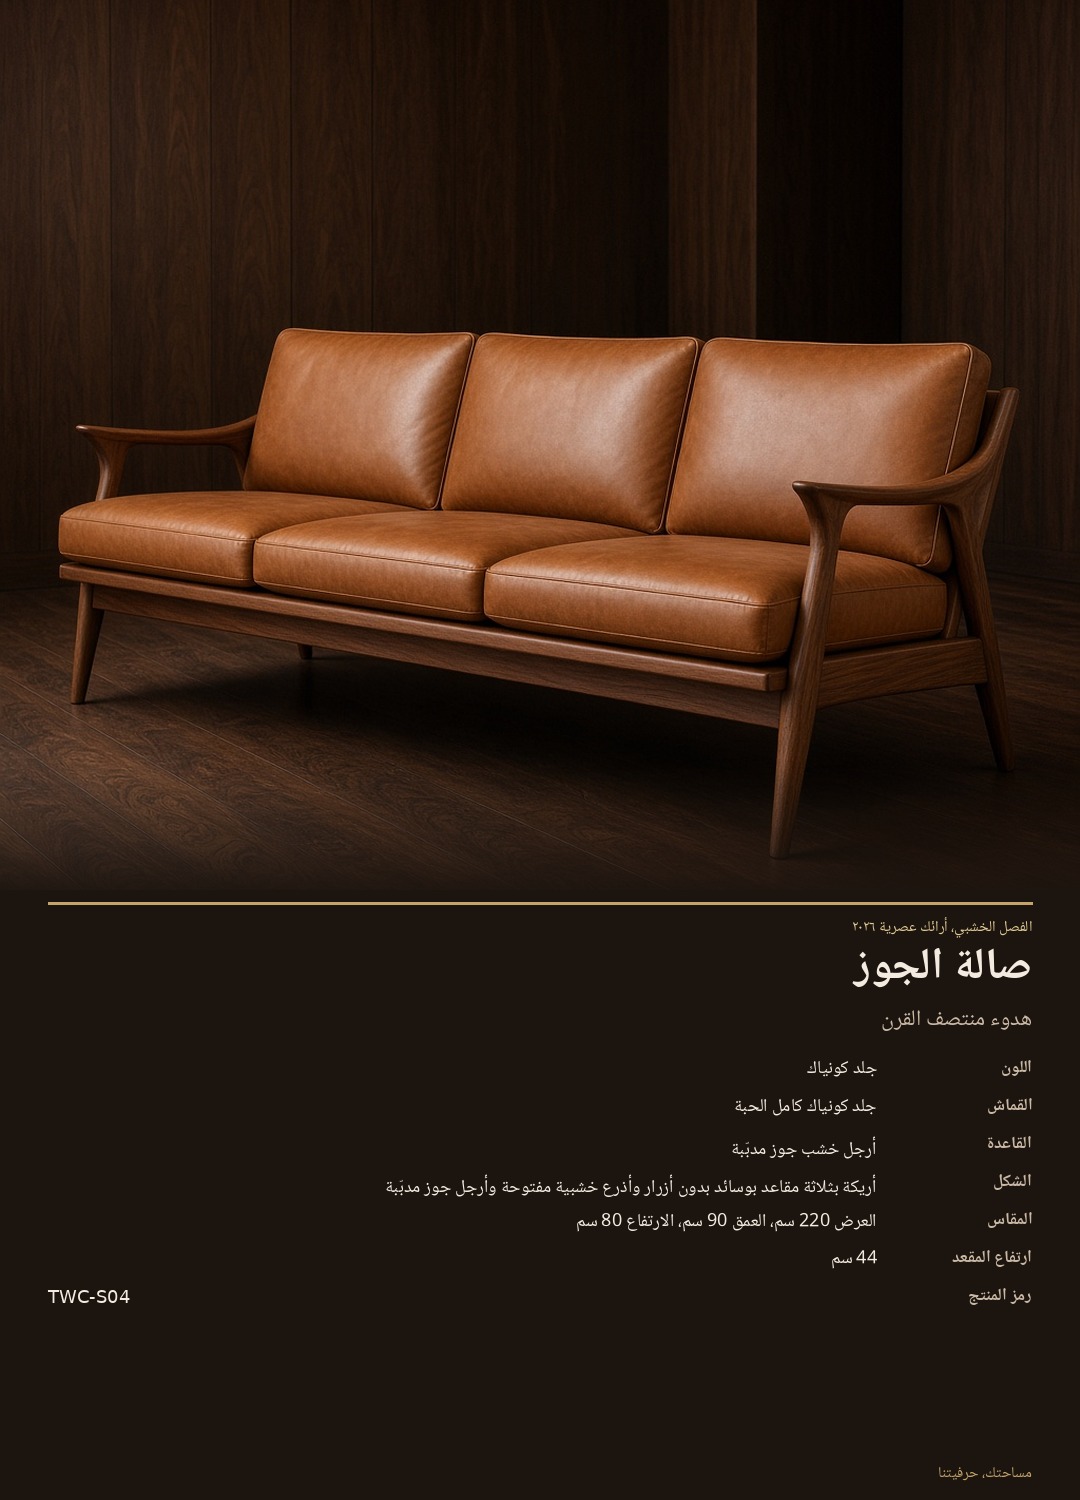 الفصل الخشبي، أرائك عصرية ٢٠٢٦
صالة الجوز
هدوء منتصف القرن
اللون جلد كونياك
القماش جلد كونياك كامل الحبة
القاعدة أرجل خشب جوز مدبّبة
الشكل أريكة بثلاثة مقاعد بوسائد بدون أزرار وأذرع خشبية مفتوحة وأرجل جوز مدبّبة
المقاس العرض 220 سم، العمق 90 سم، الارتفاع 80 سم
ارتفاع المقعد 44 سم
رمز المنتج TWC-S04
مساحتك، حرفيتنا